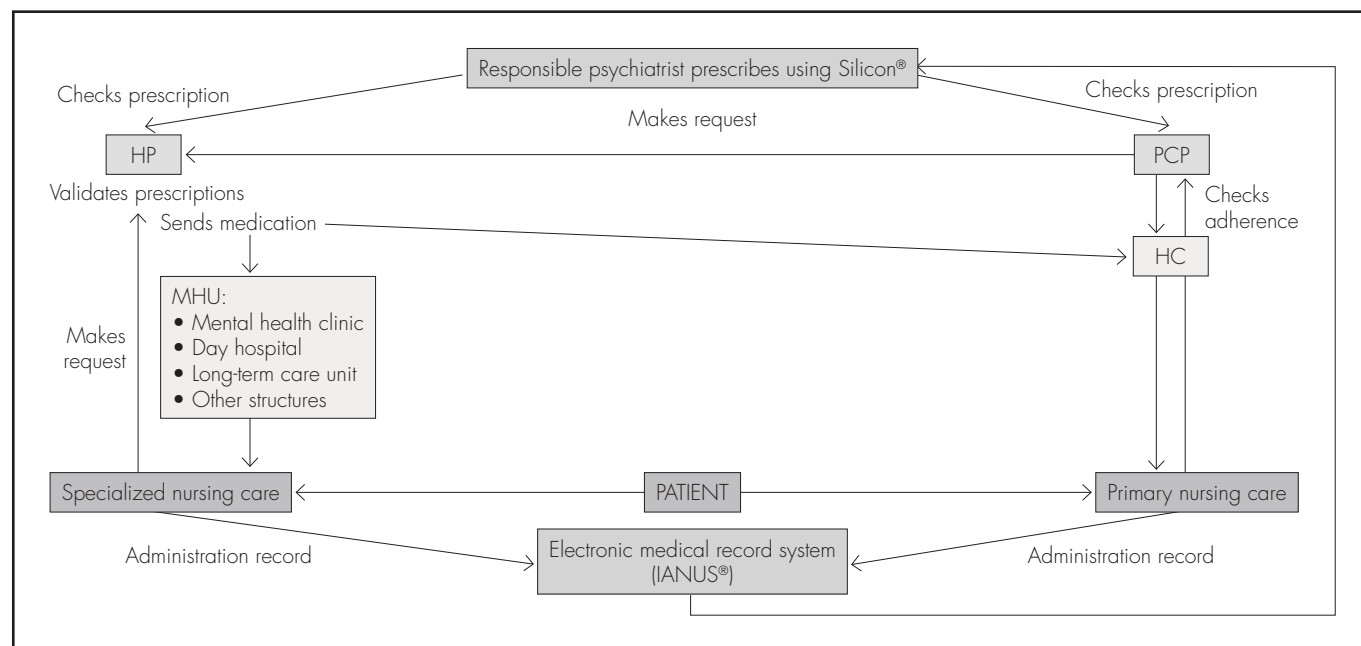 Responsible psychiatrist prescribes using Silicon®
Checks prescription
Checks prescription
Makes request
HP
PCP
Validates prescriptions
Checks
adherence
Sends medication
HC
MHU:
• Mental health clinic
• Day hospital
• Long-term care unit
• Other structures
Makes
request
Specialized nursing care
PATIENT
Primary nursing care
Administration record
Electronic medical record system
(IANUS®)
Administration record